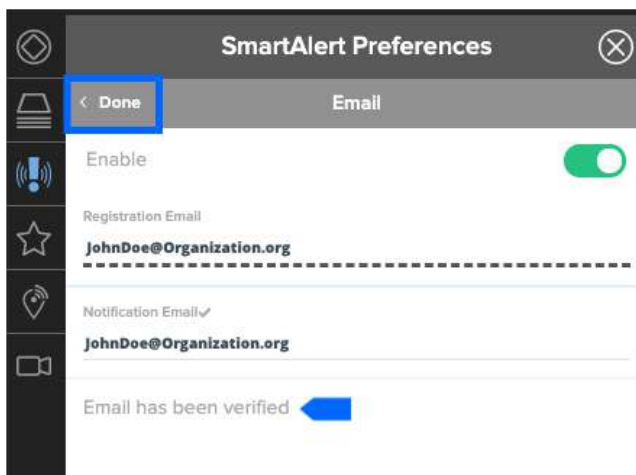 SmartAlert Preferences
< Done Email
Enable
Registration Email
JohnDoe@Organization.org
Notification Email✓
JohnDoe@Organization.org
Email has been verified